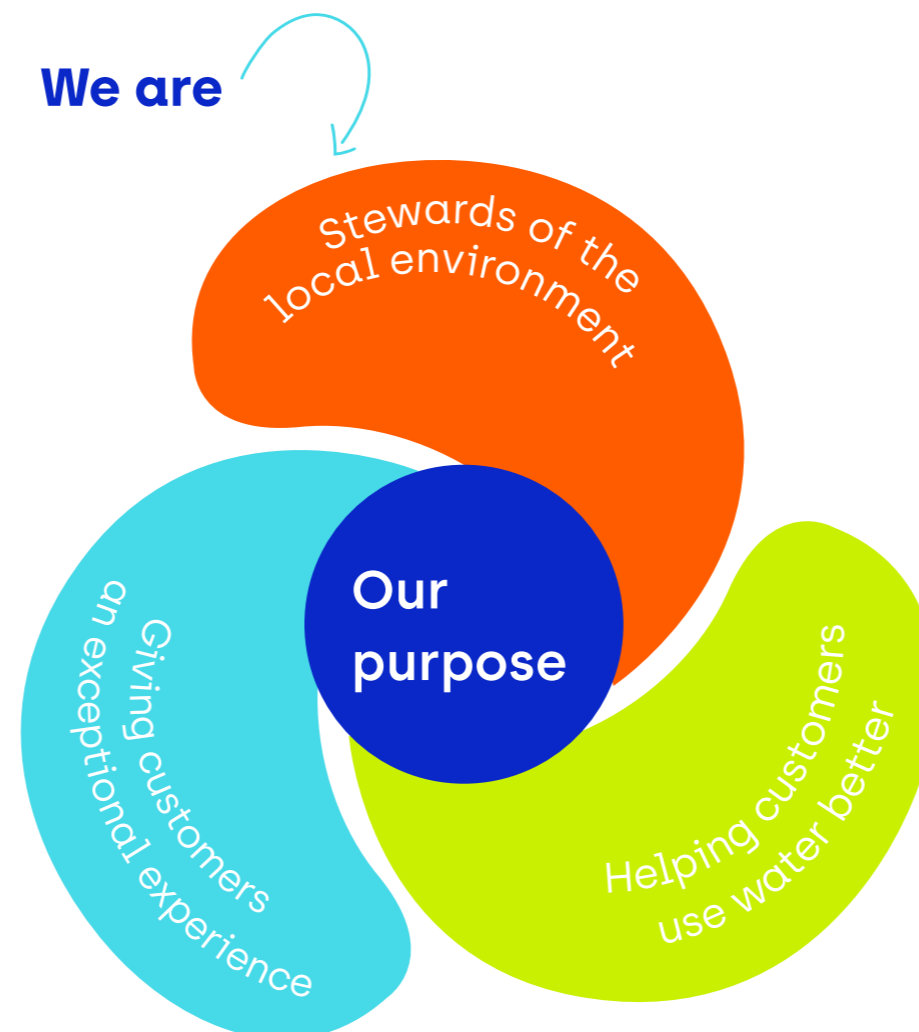 We are
Stewards of the
local environment
Our
purpose
Helping customers
use water better
Giving customers
an exceptional experience